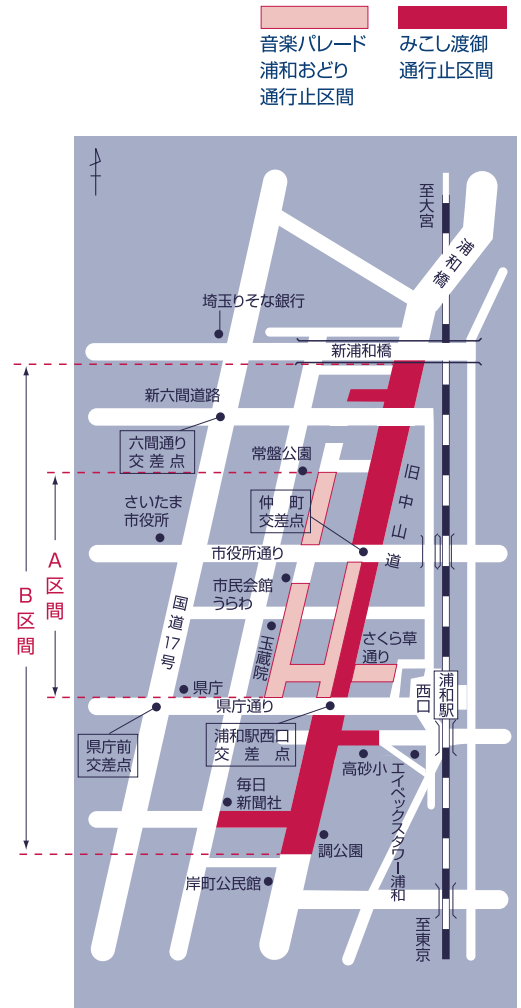 音楽パレード
浦和おどり
通行止区間
みこし渡御
通行止区間
至大宮
浦和橋
埼玉りそな銀行
新浦和橋
新六間道路
六間通り
交差点
常盤公園
旧中山道
仲町
交差点
さいたま
市役所
市役所通り
A区間
B区間
市民会館
うらわ
国道17号
玉蔵院
さくら草
通り
県庁
県庁通り
西口
浦和駅
県庁前
交差点
浦和駅西口
交差点
高砂小
エイペックスタワー浦和
毎日
新聞社
調公園
岸町公民館
至東京